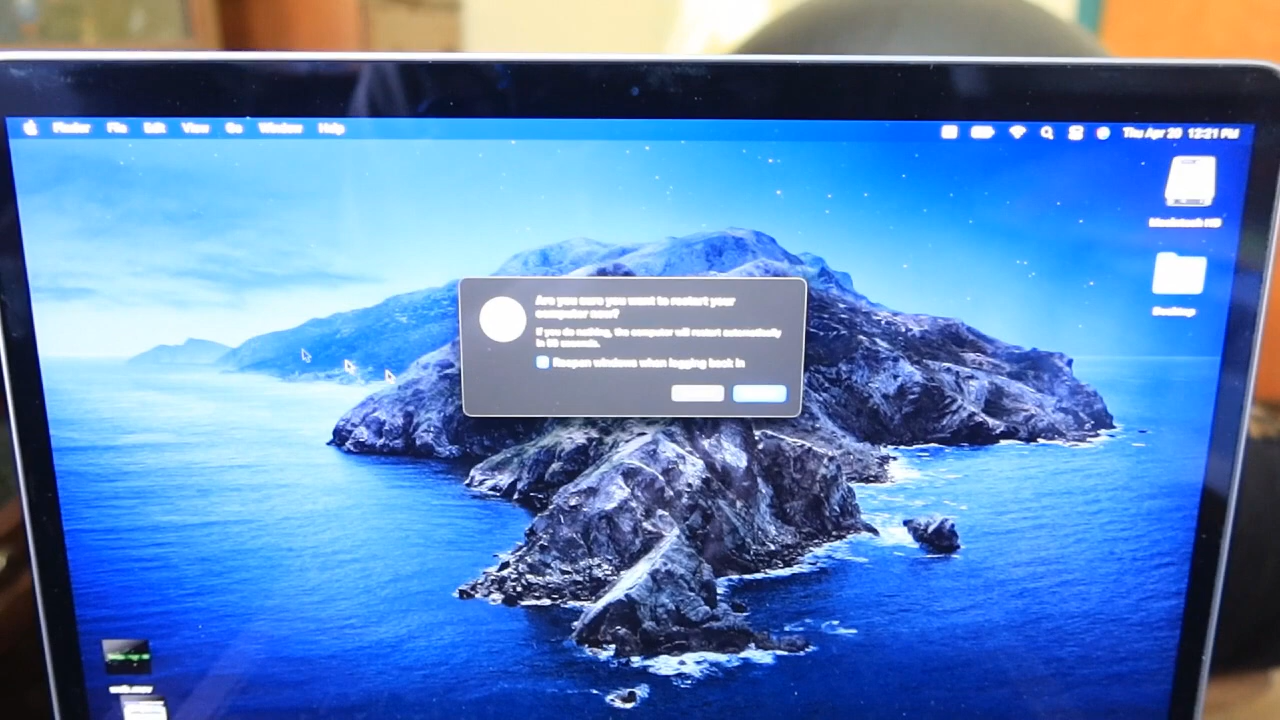 Finder File Edit View Go Window Help
Thu Apr 20 12:21 PM
Macintosh HD
Desktop
Are you sure you want to restart your
computer now?
If you do nothing, the computer will restart automatically
in seconds.
Reopen windows when logging back in